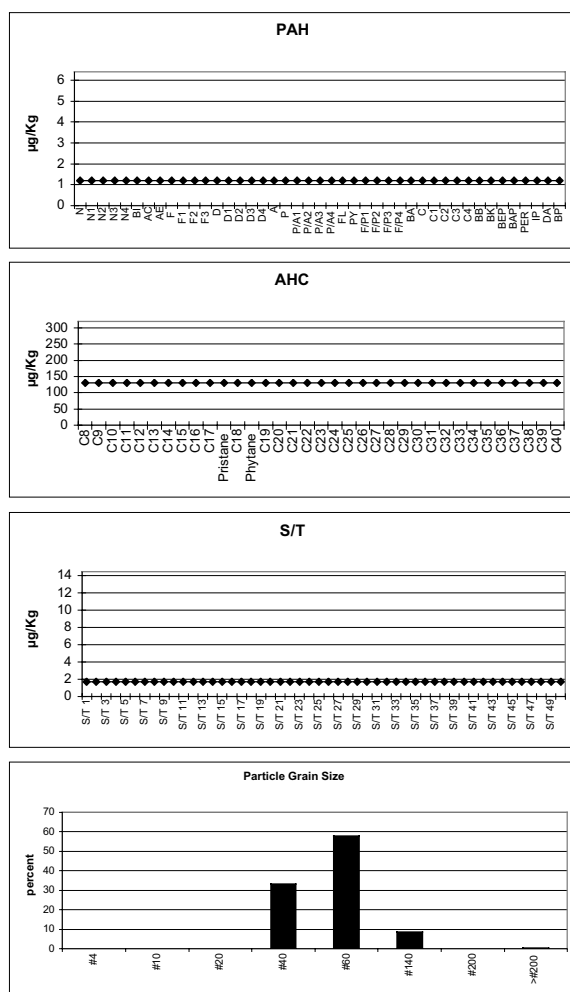 PAH
µg/Kg
6
5
4
3
2
1
0
N N1 N2 N3 N4 BI AC AE F F1 F2 F3 D D1 D2 D3 D4 A P P/A1 P/A2 P/A3 P/A4 FL PY F/P1 F/P2 F/P3 F/P4 BA C C1 C2 C3 C4 BB BK BEP BAP PER IP DA BP
AHC
µg/Kg
300
250
200
150
100
50
0
C8 C9 C10 C11 C12 C13 C14 C15 C16 C17 Pristane C18 Phytane C19 C20 C21 C22 C23 C24 C25 C26 C27 C28 C29 C30 C31 C32 C33 C34 C35 C36 C37 C38 C39 C40
S/T
µg/Kg
14
12
10
8
6
4
2
0
S/T 1 S/T 3 S/T 5 S/T 7 S/T 9 S/T 11 S/T 13 S/T 15 S/T 17 S/T 19 S/T 21 S/T 23 S/T 25 S/T 27 S/T 29 S/T 31 S/T 33 S/T 35 S/T 37 S/T 39 S/T 41 S/T 43 S/T 45 S/T 47 S/T 49
Particle Grain Size
percent
70
60
50
40
30
20
10
0
#4 #10 #20 #40 #60 #140 #200 >#200